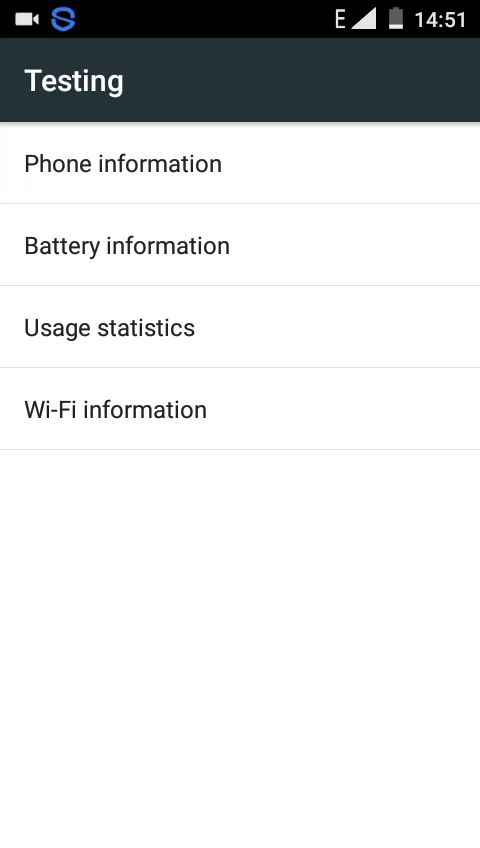 E 14:51
Testing
Phone information
Battery information
Usage statistics
Wi-Fi information